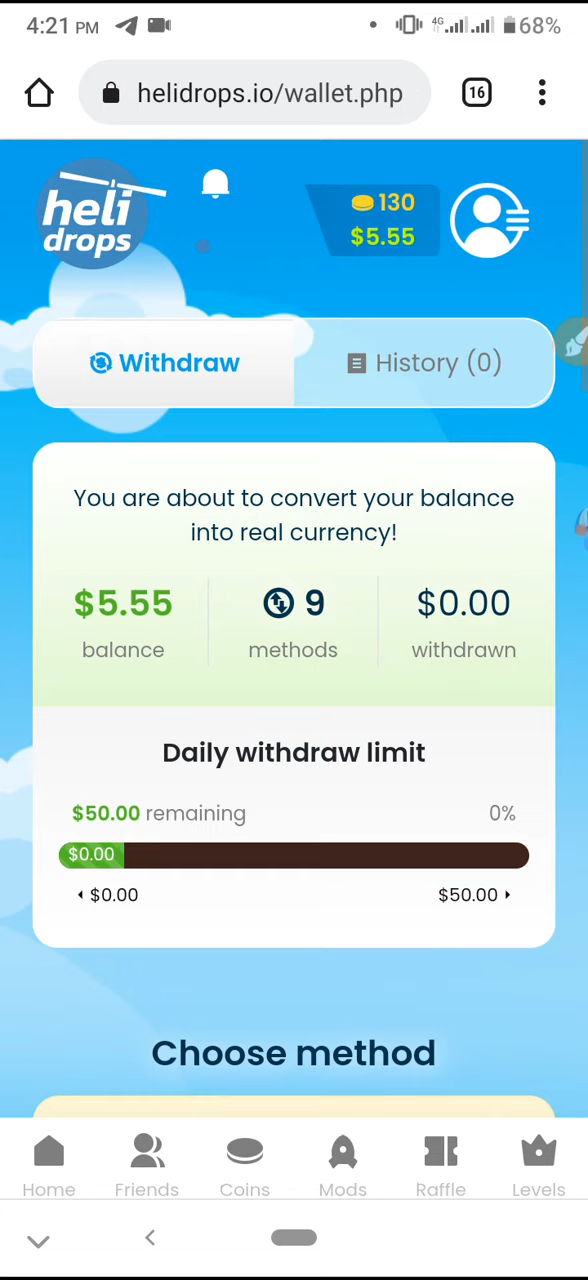 4:21 PM
4G
68%
helidrops.io/wallet.php
16
heli
drops
130
$5.55
Withdraw
History (0)
You are about to convert your balance
into real currency!
$5.55
9
$0.00
balance
methods
withdrawn
Daily withdraw limit
$50.00 remaining
0%
$0.00
$0.00
$50.00
Choose method
Home
Friends
Coins
Mods
Raffle
Levels